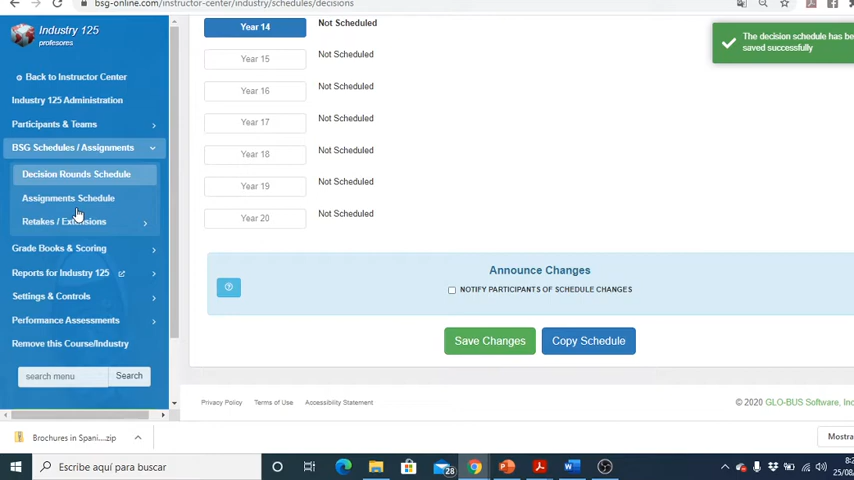 bsg-online.com/instructor-center/industry/schedules/decisions
Industry 125
profesores
Back to Instructor Center
Industry 125 Administration
Participants & Teams
BSG Schedules / Assignments
Decision Rounds Schedule
Assignments Schedule
Retakes / Extensions
Grade Books & Scoring
Reports for Industry 125
Settings & Controls
Performance Assessments
Remove this Course/Industry
search menu
Search
Year 14 Not Scheduled
Year 15 Not Scheduled
Year 16 Not Scheduled
Year 17 Not Scheduled
Year 18 Not Scheduled
Year 19 Not Scheduled
Year 20 Not Scheduled
The decision schedule has be
saved successfully
Announce Changes
NOTIFY PARTICIPANTS OF SCHEDULE CHANGES
Save Changes Copy Schedule
Privacy Policy Terms of Use Accessibility Statement
© 2020 GLO-BUS Software, Inc
Brochures in Spani....zip
Mostra
Escribe aquí para buscar
28
8:2
25/08